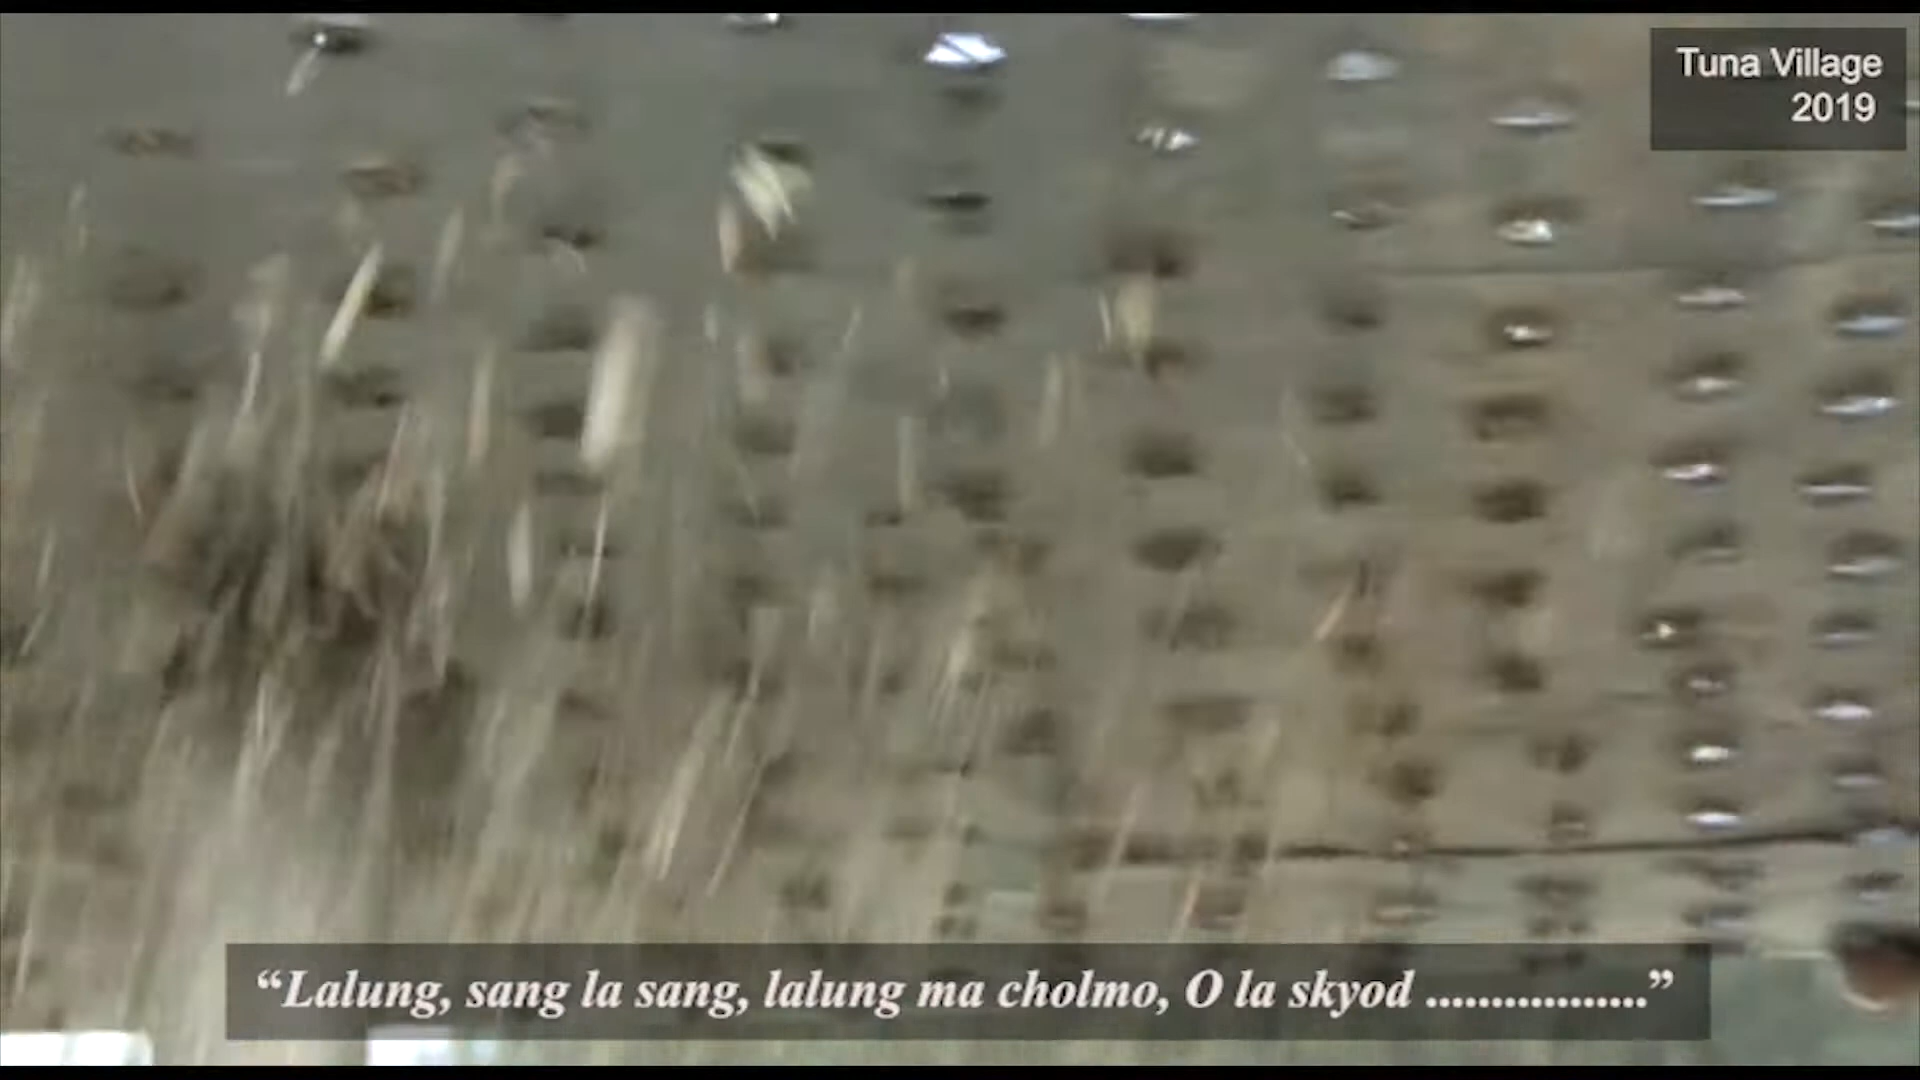 Tuna Village
2019
“Lalung, sang la sang, lalung ma cholmo, O la skyod .................”